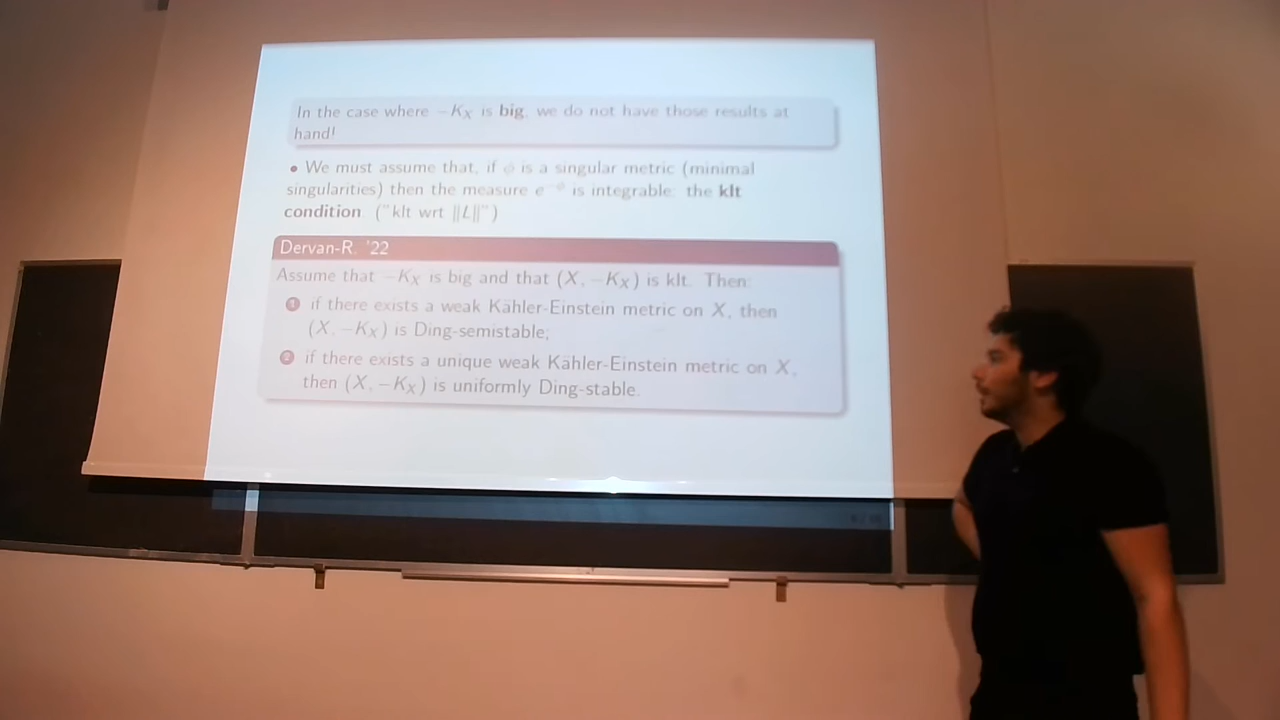 In the case where −K_X is big, we do not have those results at
hand!
• We must assume that, if ϕ is a singular metric (minimal
singularities) then the measure e^{−ϕ} is integrable: the klt
condition. ("klt wrt ‖L‖")
Dervan-R. '22
Assume that −K_X is big and that (X, −K_X) is klt. Then:
1 if there exists a weak Kähler-Einstein metric on X, then
(X, −K_X) is Ding-semistable;
2 if there exists a unique weak Kähler-Einstein metric on X,
then (X, −K_X) is uniformly Ding-stable.